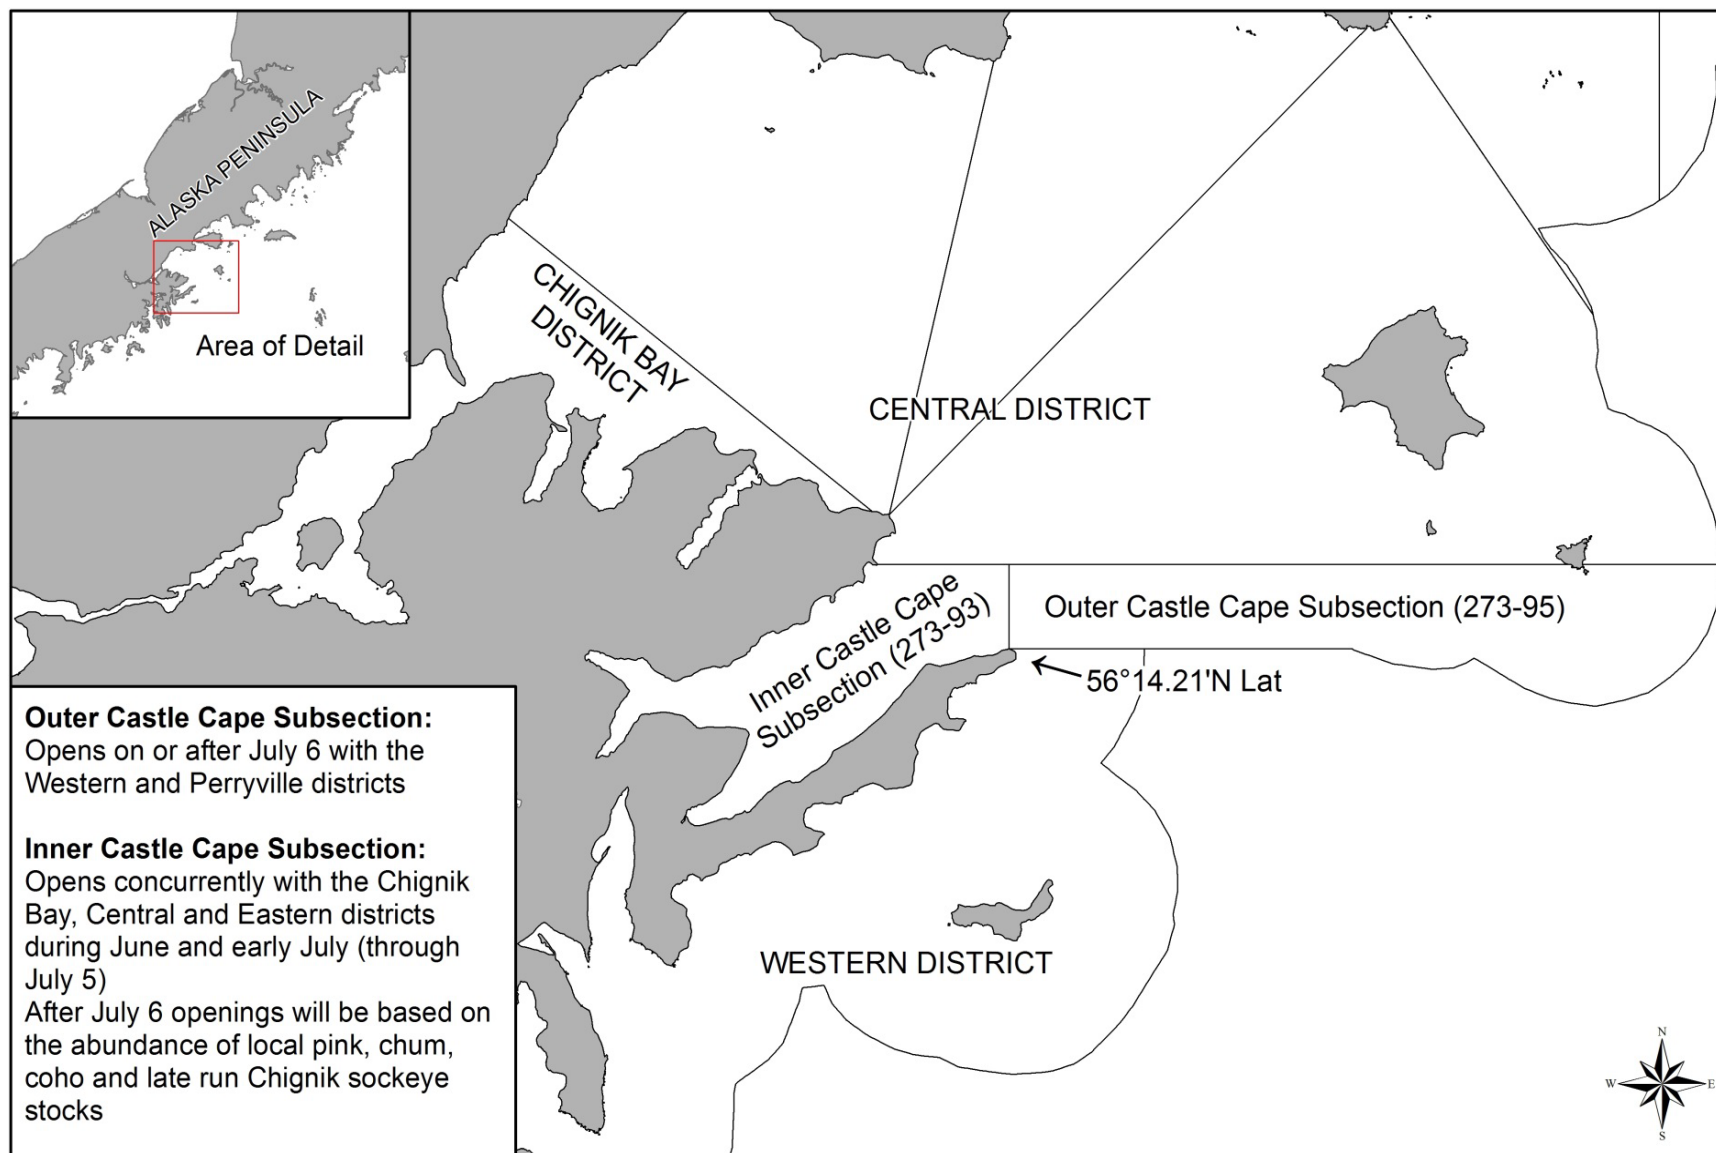 ALASKA PENINSULA
Area of Detail
CHIGNIK BAY
DISTRICT
CENTRAL DISTRICT
Inner Castle Cape
Subsection (273-93)
Outer Castle Cape Subsection (273-95)
56°14.21'N Lat
WESTERN DISTRICT
Outer Castle Cape Subsection:
Opens on or after July 6 with the
Western and Perryville districts
Inner Castle Cape Subsection:
Opens concurrently with the Chignik
Bay, Central and Eastern districts
during June and early July (through
July 5)
After July 6 openings will be based on
the abundance of local pink, chum,
coho and late run Chignik sockeye
stocks
N
W
E
S